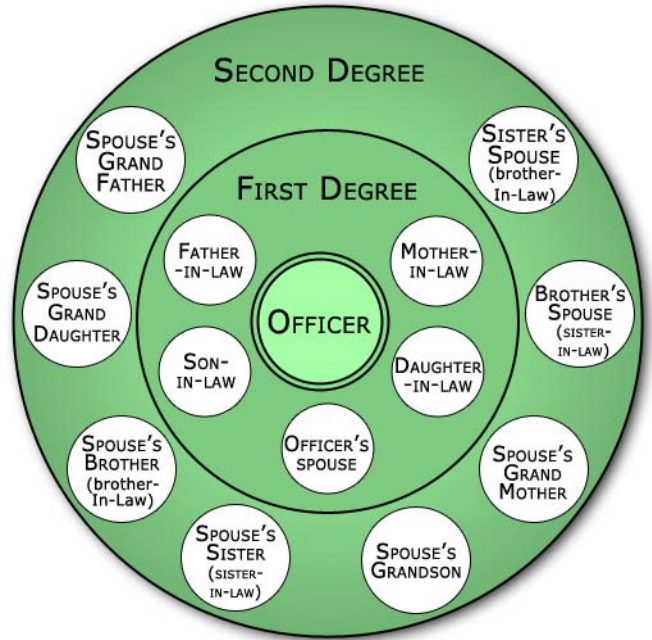 SECOND DEGREE
SPOUSE'S
GRAND
FATHER
SISTER'S
SPOUSE
(brother-
In-Law)
FIRST DEGREE
FATHER
-IN-LAW
MOTHER-
IN-LAW
SPOUSE'S
GRAND
DAUGHTER
OFFICER
BROTHER'S
SPOUSE
(SISTER-
IN-LAW)
SON-
IN-LAW
DAUGHTER
-IN-LAW
SPOUSE'S
BROTHER
(brother-
In-Law)
OFFICER'S
SPOUSE
SPOUSE'S
GRAND
MOTHER
SPOUSE'S
SISTER
(SISTER-
IN-LAW)
SPOUSE'S
GRANDSON